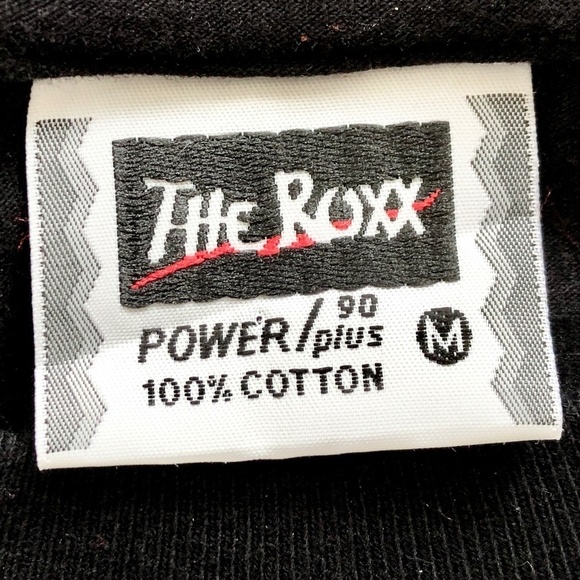 THE ROXX
POWER/90 plus
M
100% COTTON